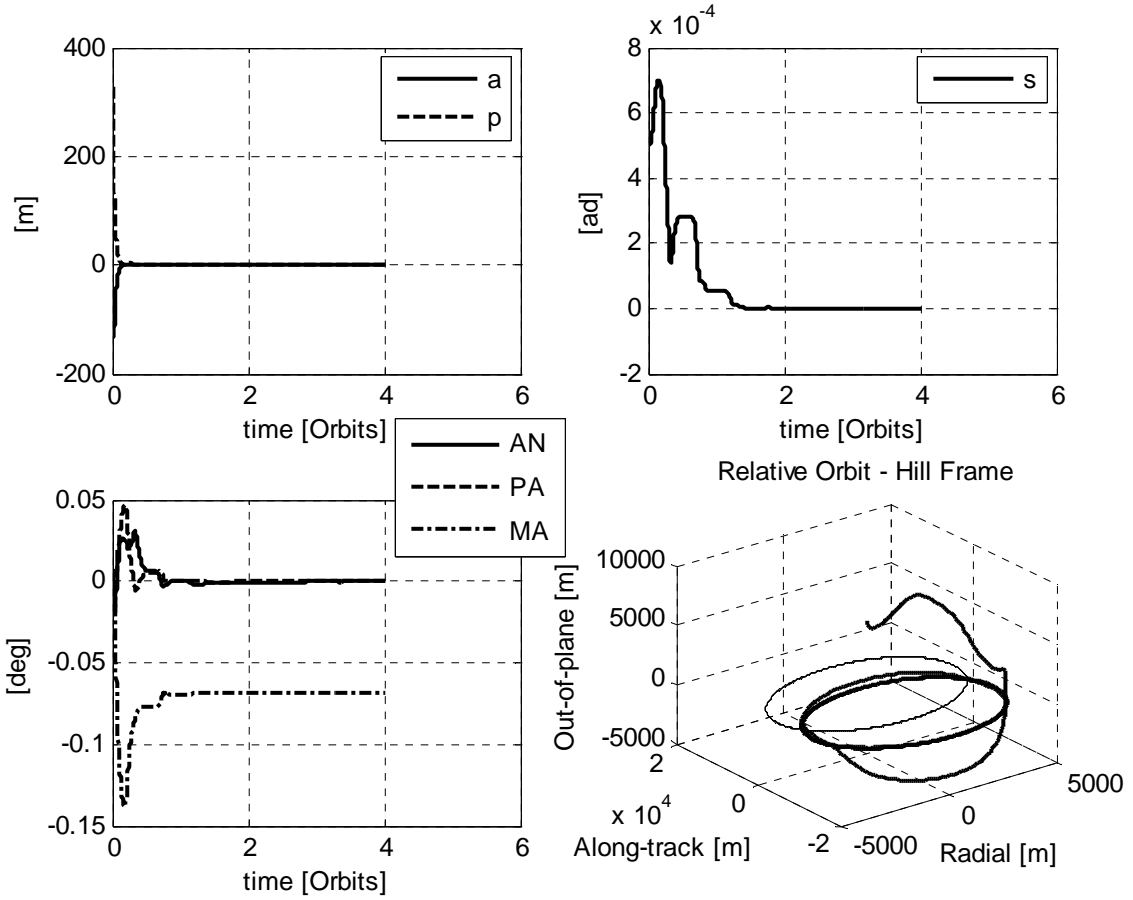 400
200
0
-200
[m]
0 2 4 6
time [Orbits]
a
p
x 10^-4
8
6
4
2
0
-2
[ad]
0 2 4 6
time [Orbits]
s
0.05
0
-0.05
-0.1
-0.15
[deg]
0 2 4 6
time [Orbits]
AN
PA
MA
Relative Orbit - Hill Frame
10000
5000
0
-5000
Out-of-plane [m]
2
0
-2
x 10^4
Along-track [m]
-5000
0
5000
Radial [m]